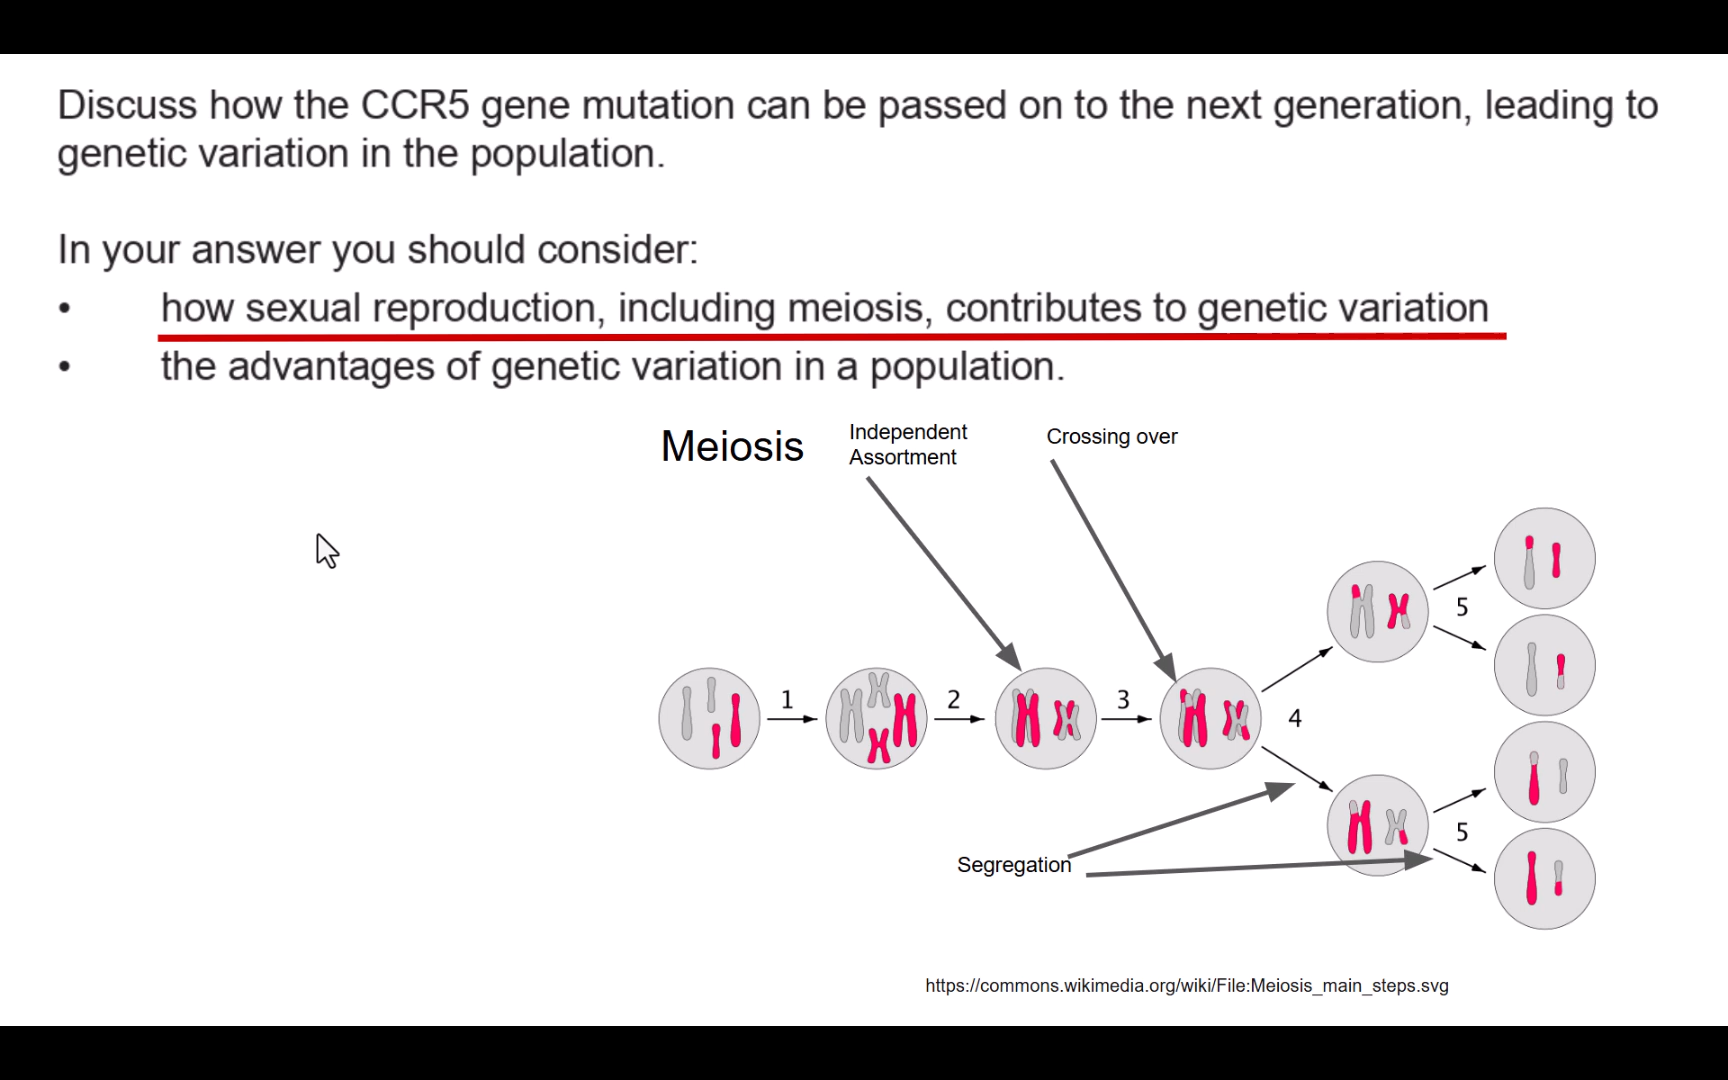 Discuss how the CCR5 gene mutation can be passed on to the next generation, leading to
genetic variation in the population.
In your answer you should consider:
• how sexual reproduction, including meiosis, contributes to genetic variation
• the advantages of genetic variation in a population.
Meiosis
Independent
Assortment
Crossing over
1
2
3
4
5
5
Segregation
https://commons.wikimedia.org/wiki/File:Meiosis_main_steps.svg